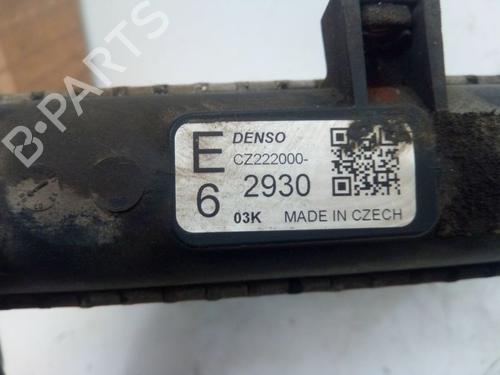 B-PARTS
E DENSO
CZ222000-
6 2930
03K MADE IN CZECH